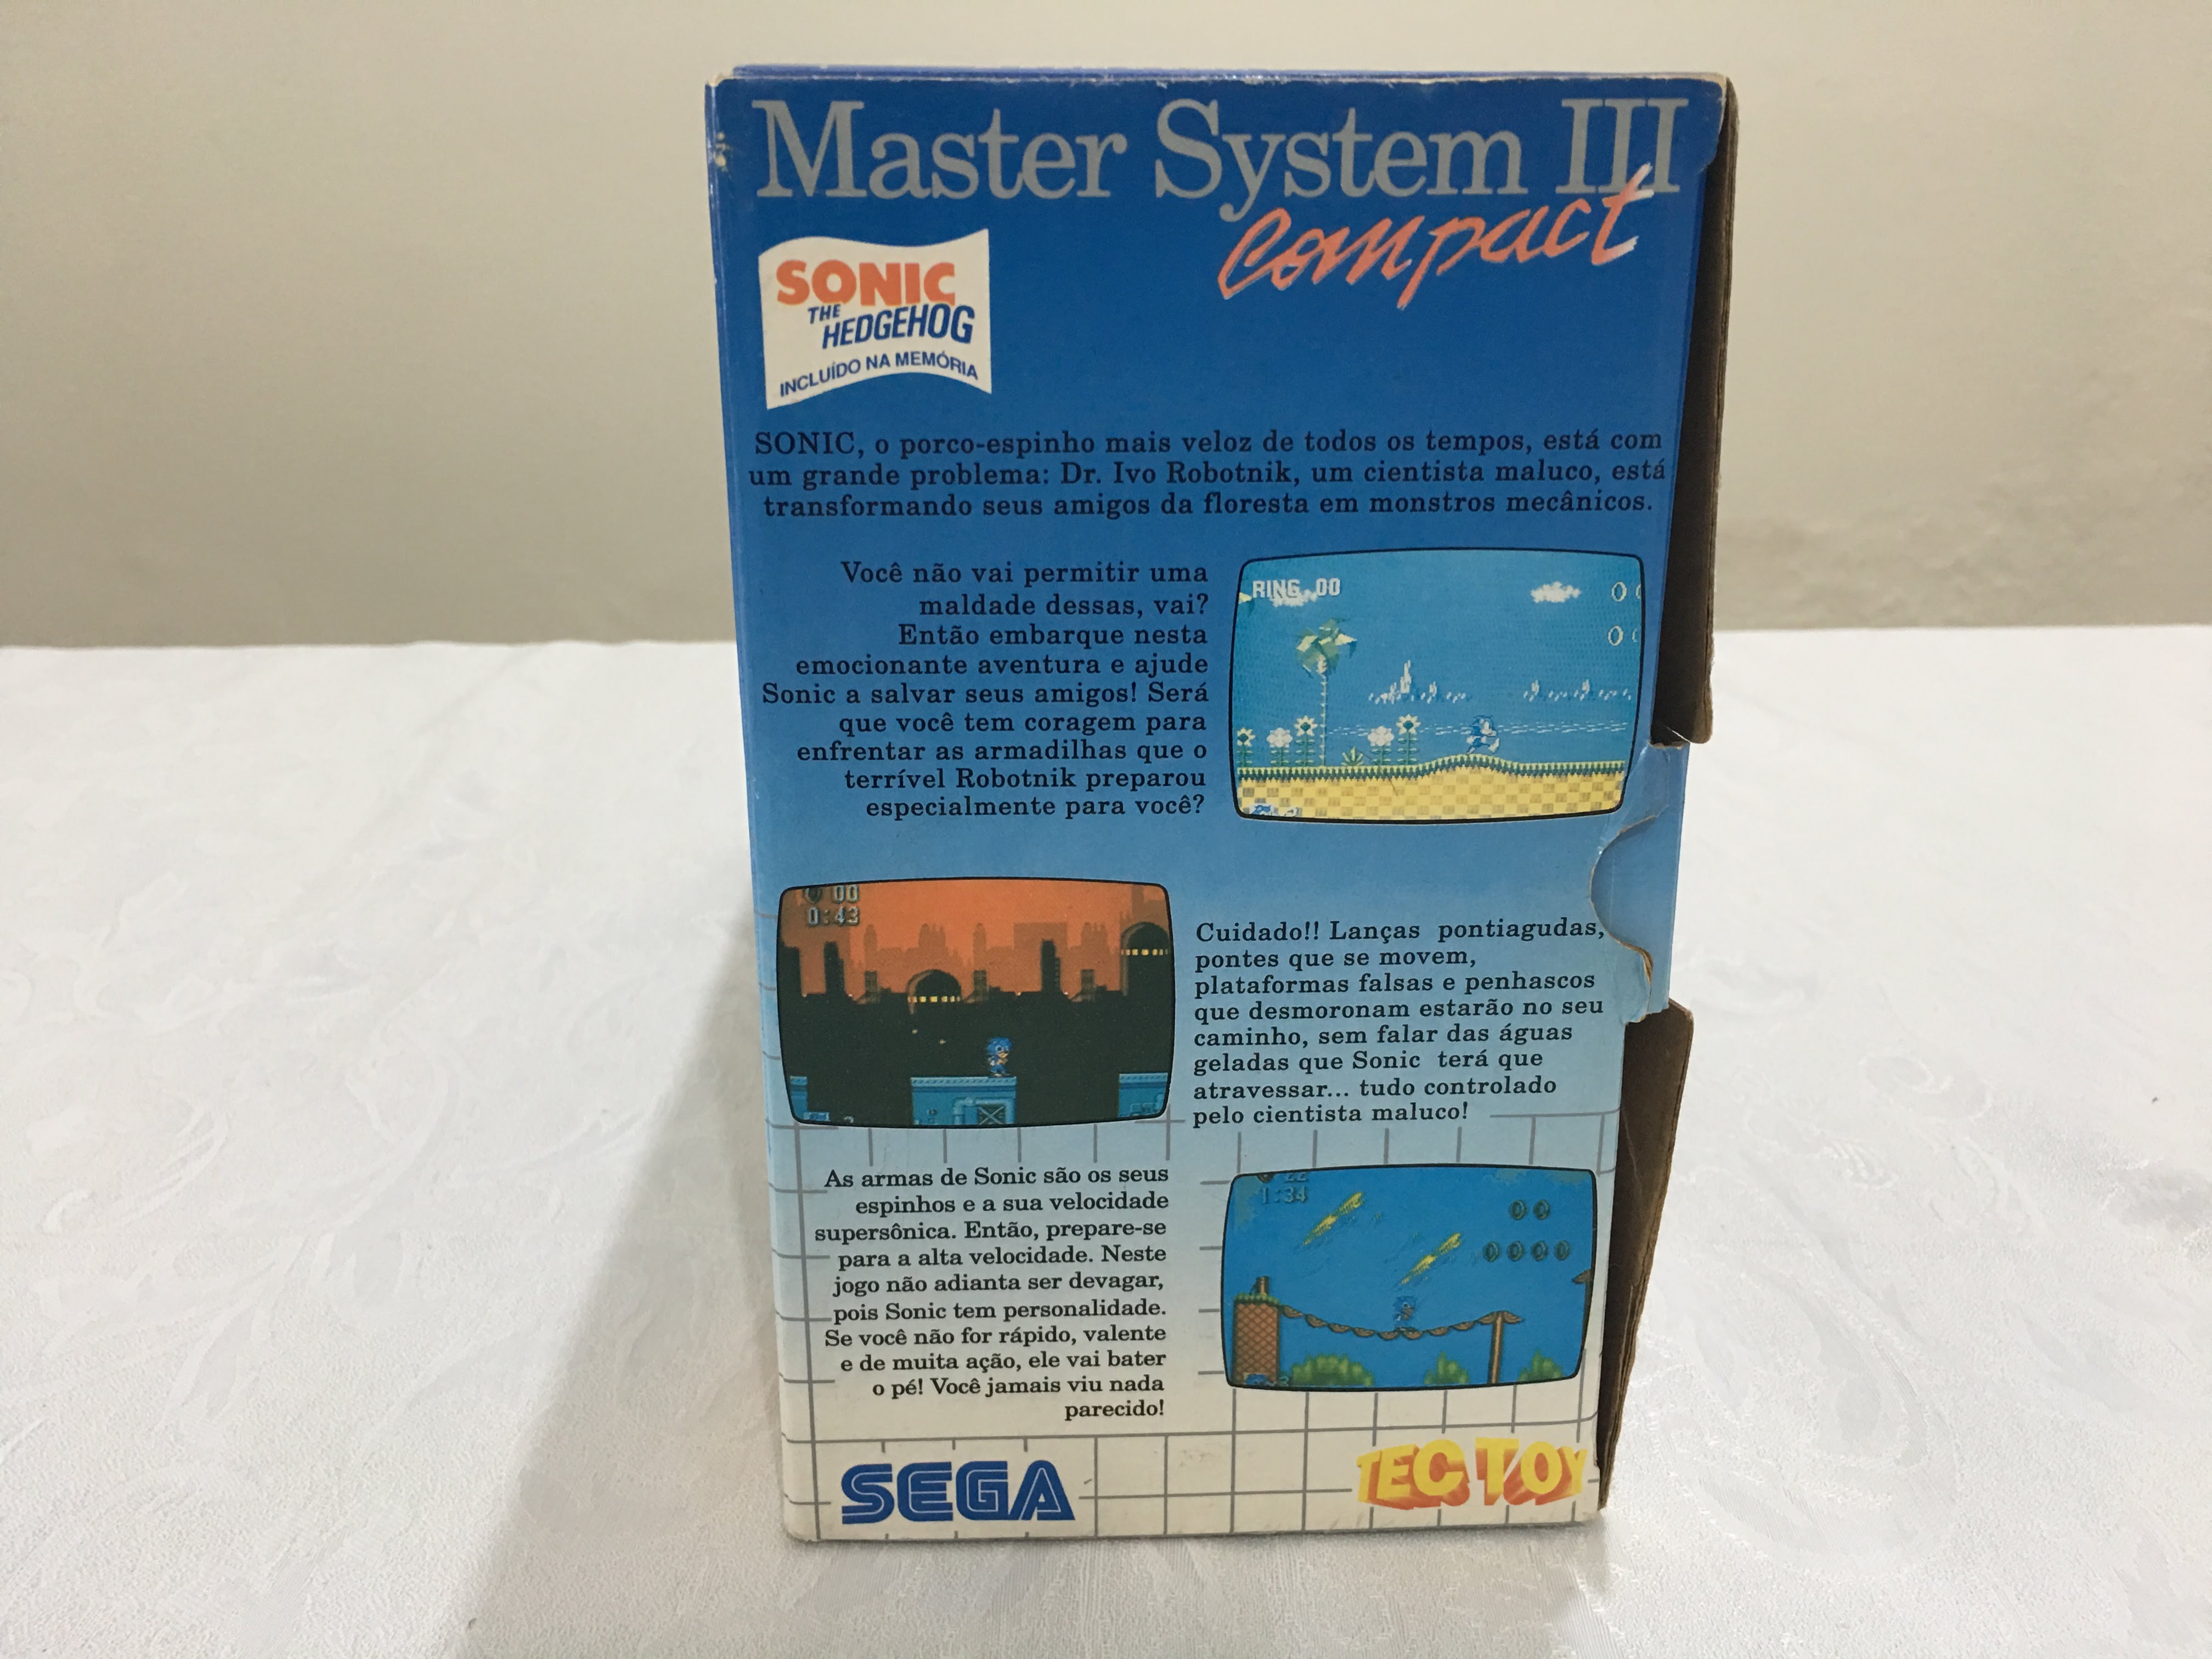 Master System III
compact
SONIC
THE
HEDGEHOG
INCLUÍDO NA MEMÓRIA
SONIC, o porco-espinho mais veloz de todos os tempos, está com
um grande problema: Dr. Ivo Robotnik, um cientista maluco, está
transformando seus amigos da floresta em monstros mecânicos.
Você não vai permitir uma
maldade dessas, vai?
Então embarque nesta
emocionante aventura e ajude
Sonic a salvar seus amigos! Será
que você tem coragem para
enfrentar as armadilhas que o
terrível Robotnik preparou
especialmente para você?
RING 00
00
0:43
Cuidado!! Lanças pontiagudas,
pontes que se movem,
plataformas falsas e penhascos
que desmoronam estarão no seu
caminho, sem falar das águas
geladas que Sonic terá que
atravessar... tudo controlado
pelo cientista maluco!
As armas de Sonic são os seus
espinhos e a sua velocidade
supersônica. Então, prepare-se
para a alta velocidade. Neste
jogo não adianta ser devagar,
pois Sonic tem personalidade.
Se você não for rápido, valente
e de muita ação, ele vai bater
o pé! Você jamais viu nada
parecido!
1:34
SEGA
TEC TOY